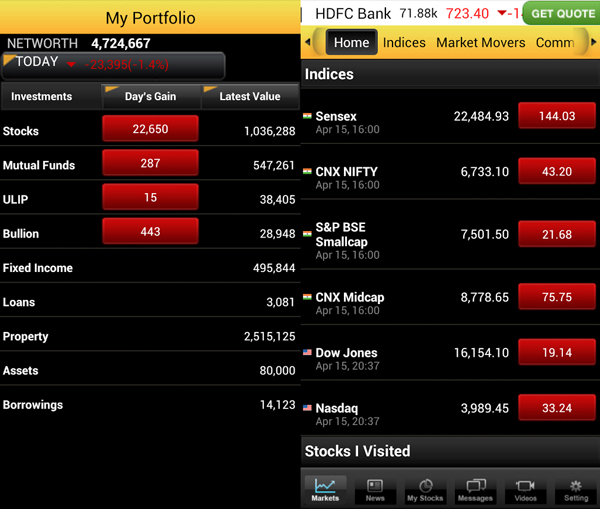 My Portfolio
NETWORTH 4,724,667
TODAY -23,395(-1.4%)
Investments Day's Gain Latest Value
Stocks 22,650 1,036,288
Mutual Funds 287 547,261
ULIP 15 38,405
Bullion 443 28,948
Fixed Income 495,844
Loans 3,081
Property 2,515,125
Assets 80,000
Borrowings 14,123
HDFC Bank 71.88k 723.40 GET QUOTE
Home Indices Market Movers Comm
Indices
Sensex 22,484.93 144.03
Apr 15, 16:00
CNX NIFTY 6,733.10 43.20
Apr 15, 16:00
S&P BSE
Smallcap 7,501.50 21.68
Apr 15, 16:00
CNX Midcap 8,778.65 75.75
Apr 15, 16:00
Dow Jones 16,154.10 19.14
Apr 15, 20:37
Nasdaq 3,989.45 33.24
Apr 15, 20:37
Stocks I Visited
Markets News My Stocks Messages Videos Setting